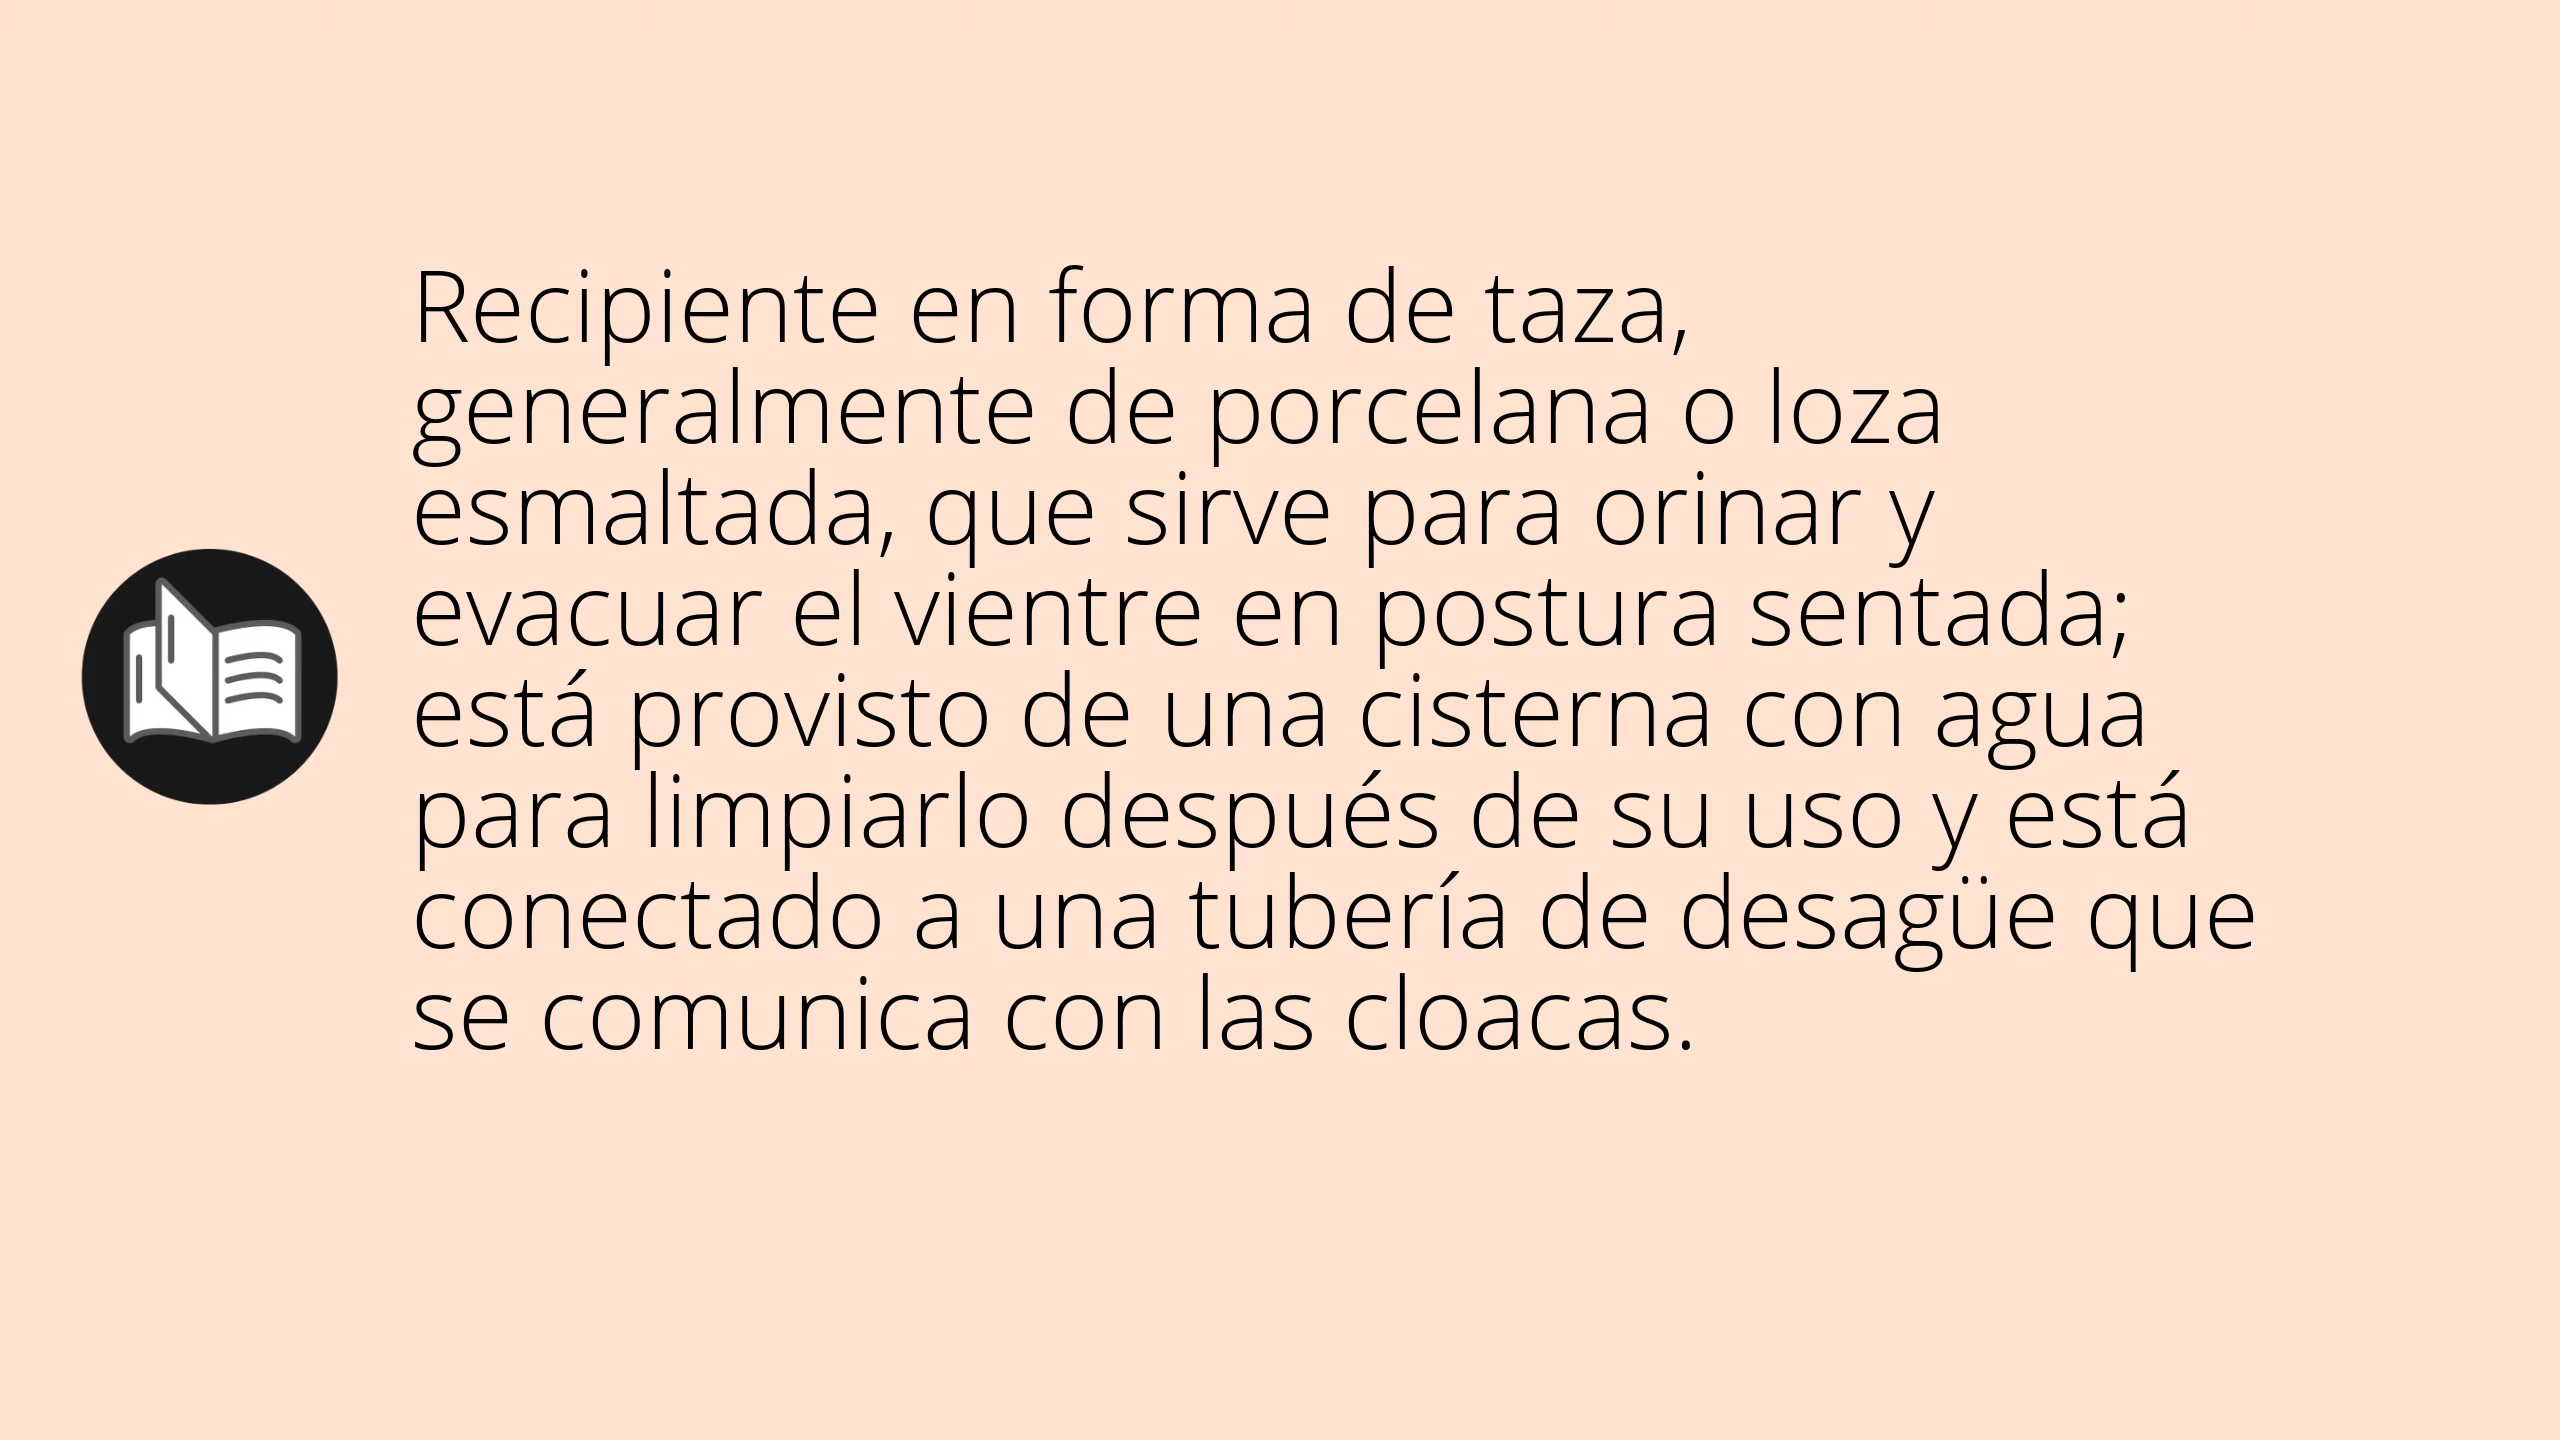 Recipiente en forma de taza,
generalmente de porcelana o loza
esmaltada, que sirve para orinar y
evacuar el vientre en postura sentada;
está provisto de una cisterna con agua
para limpiarlo después de su uso y está
conectado a una tubería de desagüe que
se comunica con las cloacas.